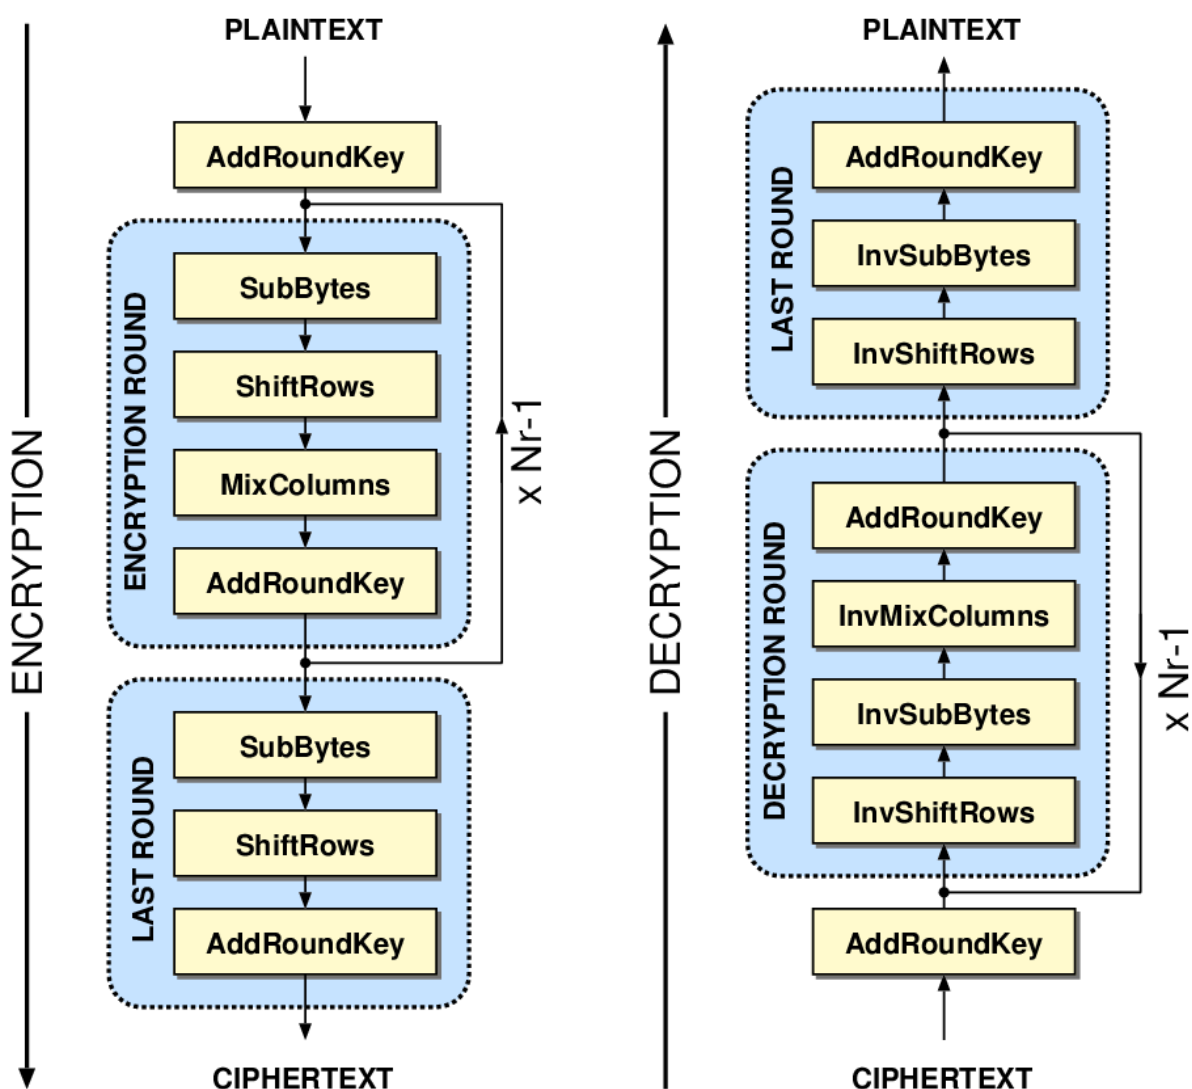 PLAINTEXT
AddRoundKey
SubBytes
ShiftRows
MixColumns
AddRoundKey
ENCRYPTION ROUND
x Nr-1
SubBytes
ShiftRows
AddRoundKey
LAST ROUND
CIPHERTEXT
ENCRYPTION
PLAINTEXT
AddRoundKey
InvSubBytes
InvShiftRows
LAST ROUND
AddRoundKey
InvMixColumns
InvSubBytes
InvShiftRows
DECRYPTION ROUND
x Nr-1
AddRoundKey
CIPHERTEXT
DECRYPTION